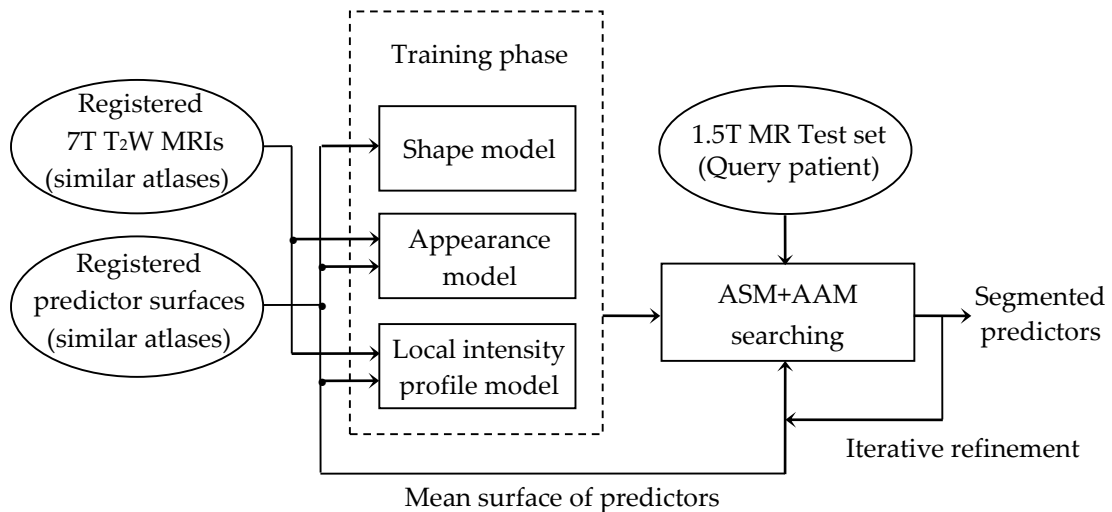 Training phase
Registered
7T T₂W MRIs
(similar atlases)
Registered
predictor surfaces
(similar atlases)
Shape model
Appearance
model
Local intensity
profile model
1.5T MR Test set
(Query patient)
ASM+AAM
searching
Segmented
predictors
Iterative refinement
Mean surface of predictors